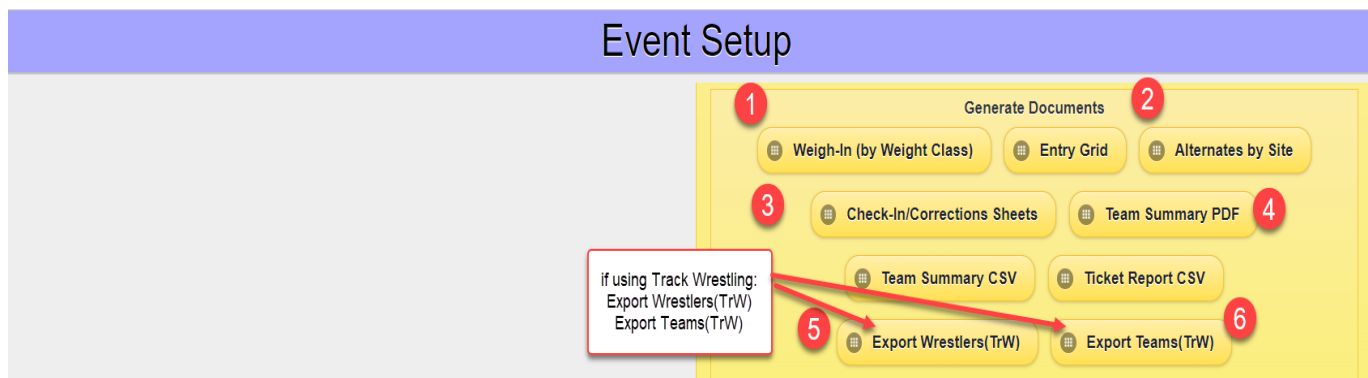 Event Setup
1
Generate Documents
2
Weigh-In (by Weight Class)
Entry Grid
Alternates by Site
3
Check-In/Corrections Sheets
Team Summary PDF
4
if using Track Wrestling:
Export Wrestlers(TrW)
Export Teams(TrW)
Team Summary CSV
Ticket Report CSV
5
Export Wrestlers(TrW)
Export Teams(TrW)
6